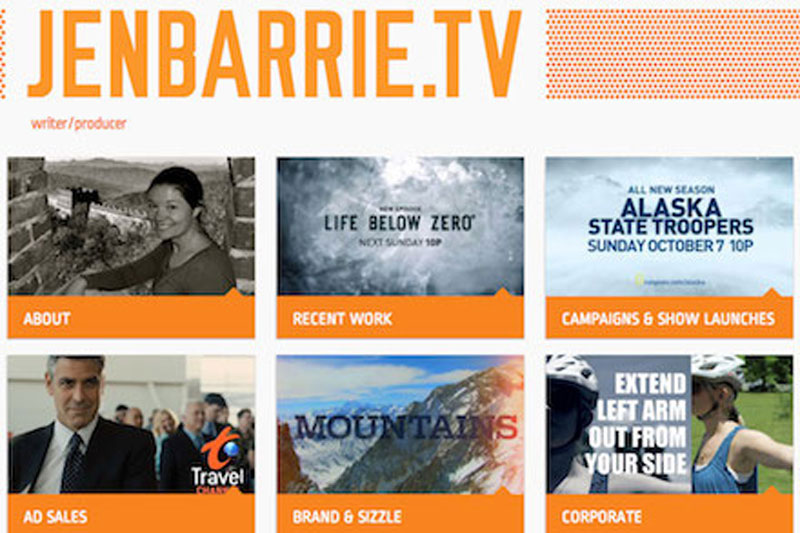 JENBARRIE.TV
writer/producer
NEW EPISODE
LIFE BELOW ZERO°
NEXT SUNDAY 10P
ALL NEW SEASON
ALASKA
STATE TROOPERS
SUNDAY OCTOBER 7 10P
ABOUT
RECENT WORK
CAMPAIGNS & SHOW LAUNCHES
Travel
CHANNEL
MOUNTAINS
EXTEND
LEFT ARM
OUT FROM
YOUR SIDE
AD SALES
BRAND & SIZZLE
CORPORATE